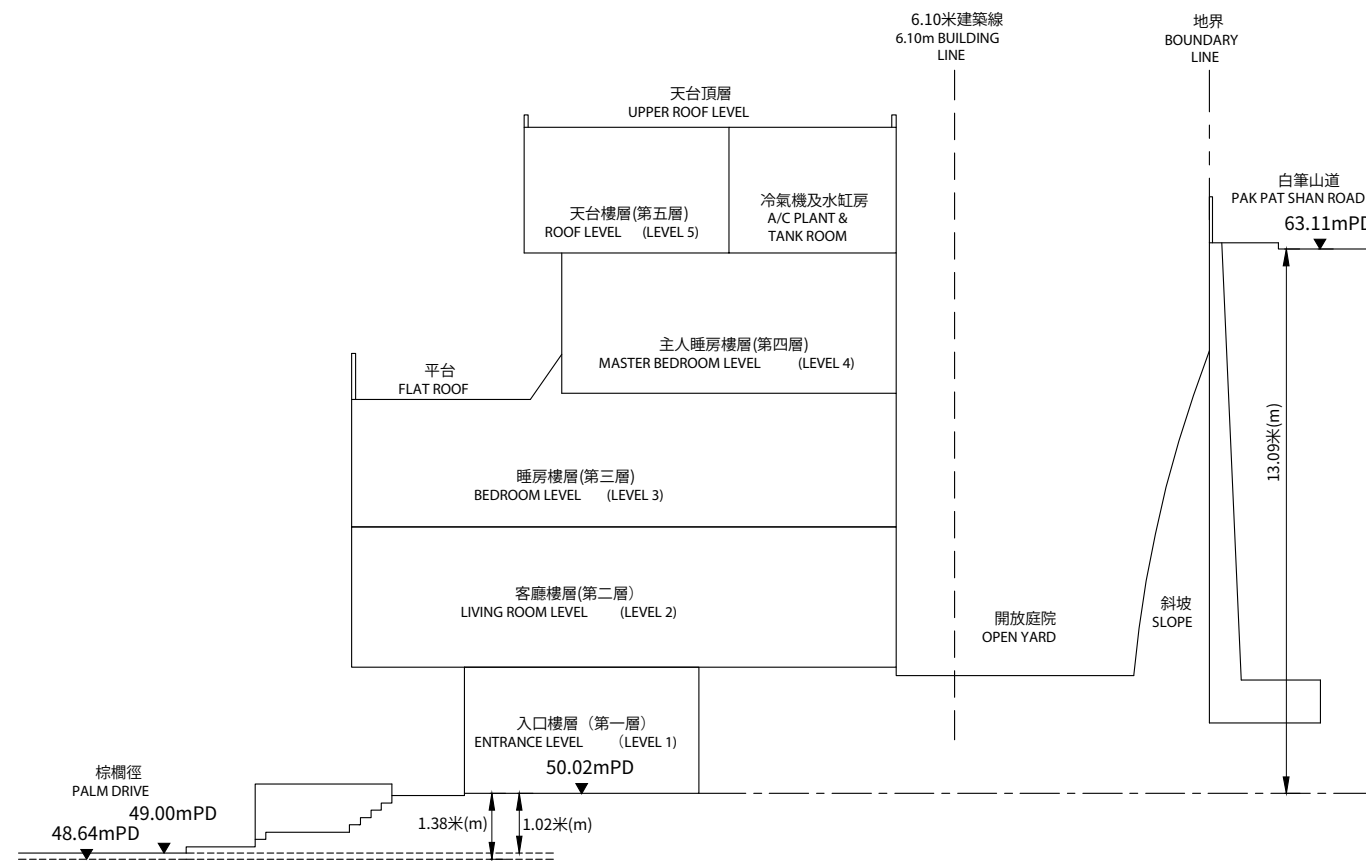 6.10米建築線
6.10m BUILDING
LINE
地界
BOUNDARY
LINE
天台頂層
UPPER ROOF LEVEL
白筆山道
PAK PAT SHAN ROAD
63.11mPD
天台樓層(第五層)
ROOF LEVEL (LEVEL 5)
冷氣機及水缸房
A/C PLANT &
TANK ROOM
主人睡房樓層(第四層)
MASTER BEDROOM LEVEL (LEVEL 4)
平台
FLAT ROOF
13.09米(m)
睡房樓層(第三層)
BEDROOM LEVEL (LEVEL 3)
客廳樓層(第二層）
LIVING ROOM LEVEL (LEVEL 2)
開放庭院
OPEN YARD
斜坡
SLOPE
入口樓層（第一層）
ENTRANCE LEVEL （LEVEL 1)
50.02mPD
棕櫚徑
PALM DRIVE
49.00mPD
48.64mPD
1.38米(m)
1.02米(m)